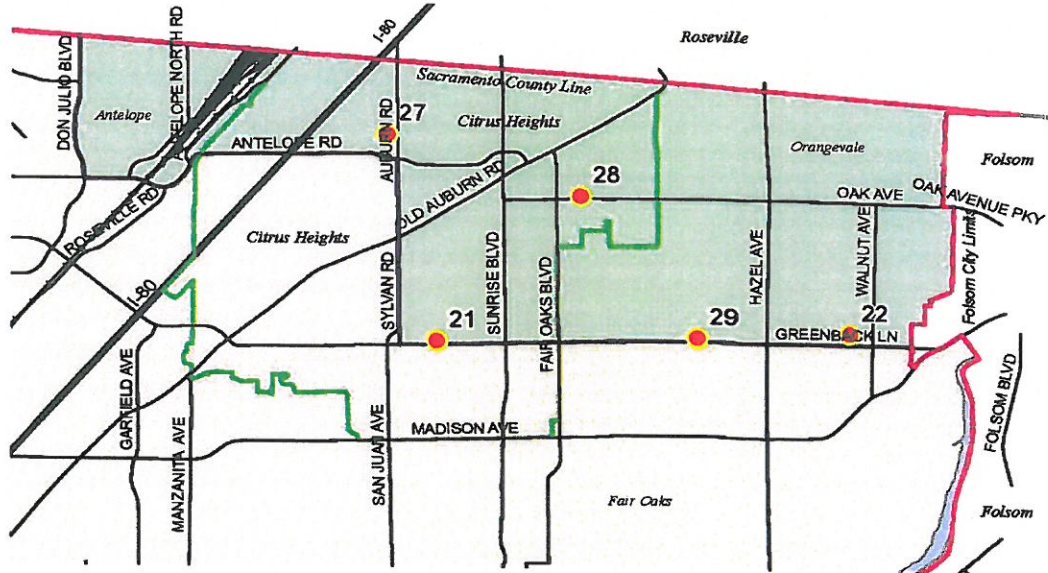 Roseville
I-80
DON JULIO BLVD
ANTELOPE NORTH RD
Sacramento County Line
Antelope
AUBURN RD
27
Citrus Heights
ANTELOPE RD
Orangevale
Folsom
28
OLD AUBURN RD
OAK AVE
OAK AVENUE PKY
ROSEVILLE RD
Citrus Heights
WALNUT AVE
Folsom City Limits
I-80
SYLVAN RD
SUNRISE BLVD
FAIR OAKS BLVD
HAZEL AVE
21
29
22
GREENBACK LN
GARFIELD AVE
MANZANITA AVE
SAN JUAN AVE
MADISON AVE
FOLSOM BLVD
Fair Oaks
Folsom